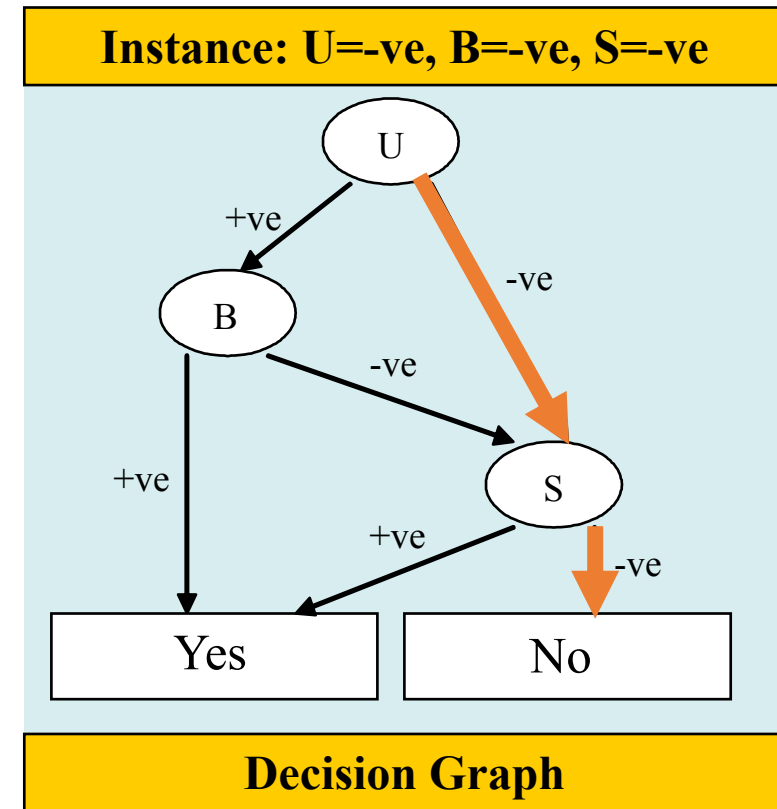 Instance: U=-ve, B=-ve, S=-ve
U
+ve
-ve
B
-ve
+ve
S
+ve
-ve
Yes
No
Decision Graph